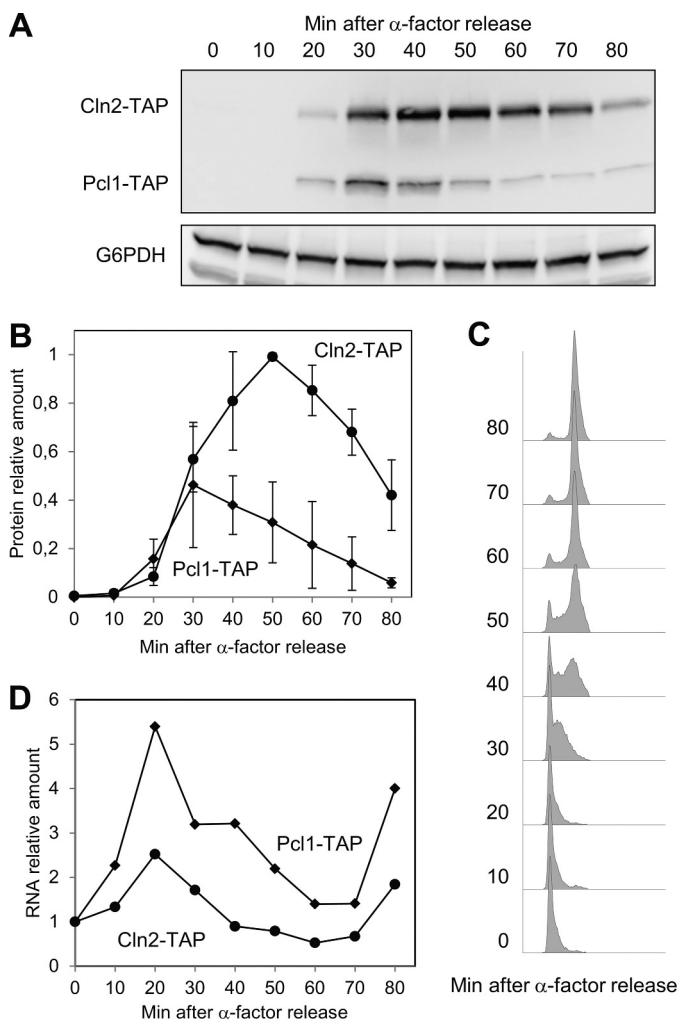 A
Min after α-factor release
0 10 20 30 40 50 60 70 80
Cln2-TAP
Pcl1-TAP
G6PDH
B
Protein relative amount
1
0,8
0,6
0,4
0,2
0
Cln2-TAP
Pcl1-TAP
0 10 20 30 40 50 60 70 80
Min after α-factor release
C
80
70
60
50
40
30
20
10
0
Min after α-factor release
D
RNA relative amount
6
5
4
3
2
1
0
Pcl1-TAP
Cln2-TAP
0 10 20 30 40 50 60 70 80
Min after α-factor release